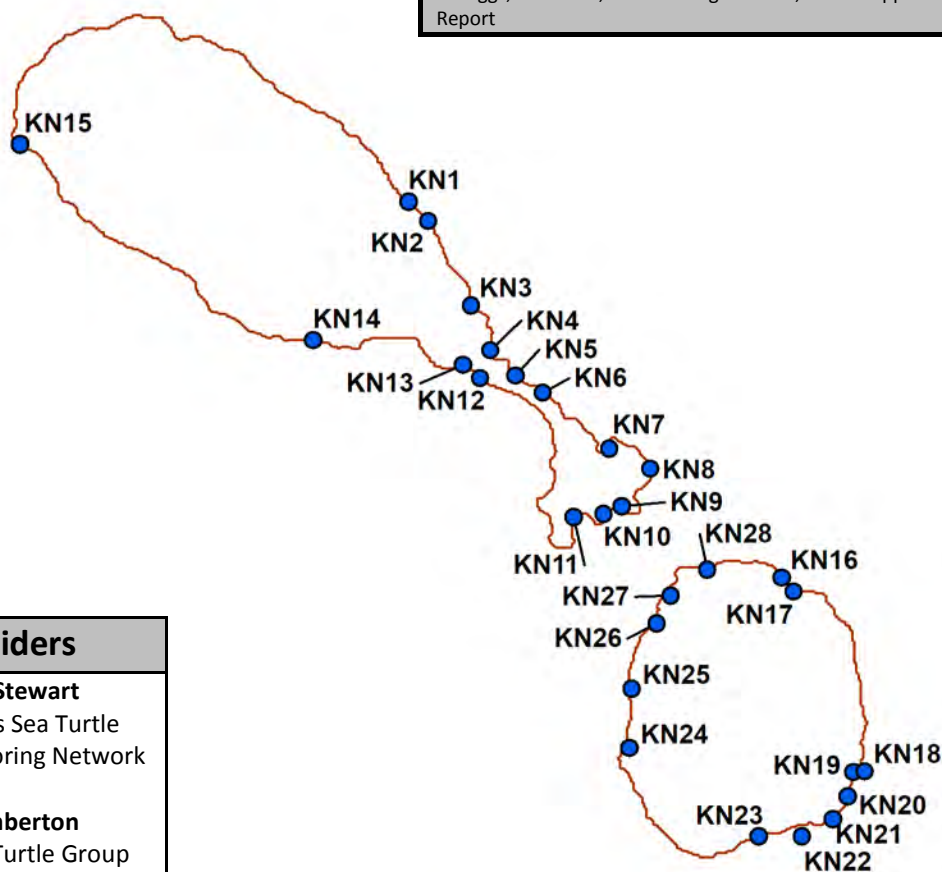 Report
KN15
KN1
KN2
KN3
KN14
KN4
KN5
KN13
KN6
KN12
KN7
KN8
KN9
KN10
KN28
KN11
KN16
KN27
KN17
KN26
KN25
KN24
KN19
KN18
KN20
KN23
KN21
KN22
iders
Stewart
s Sea Turtle
oring Network
berton
Turtle Group